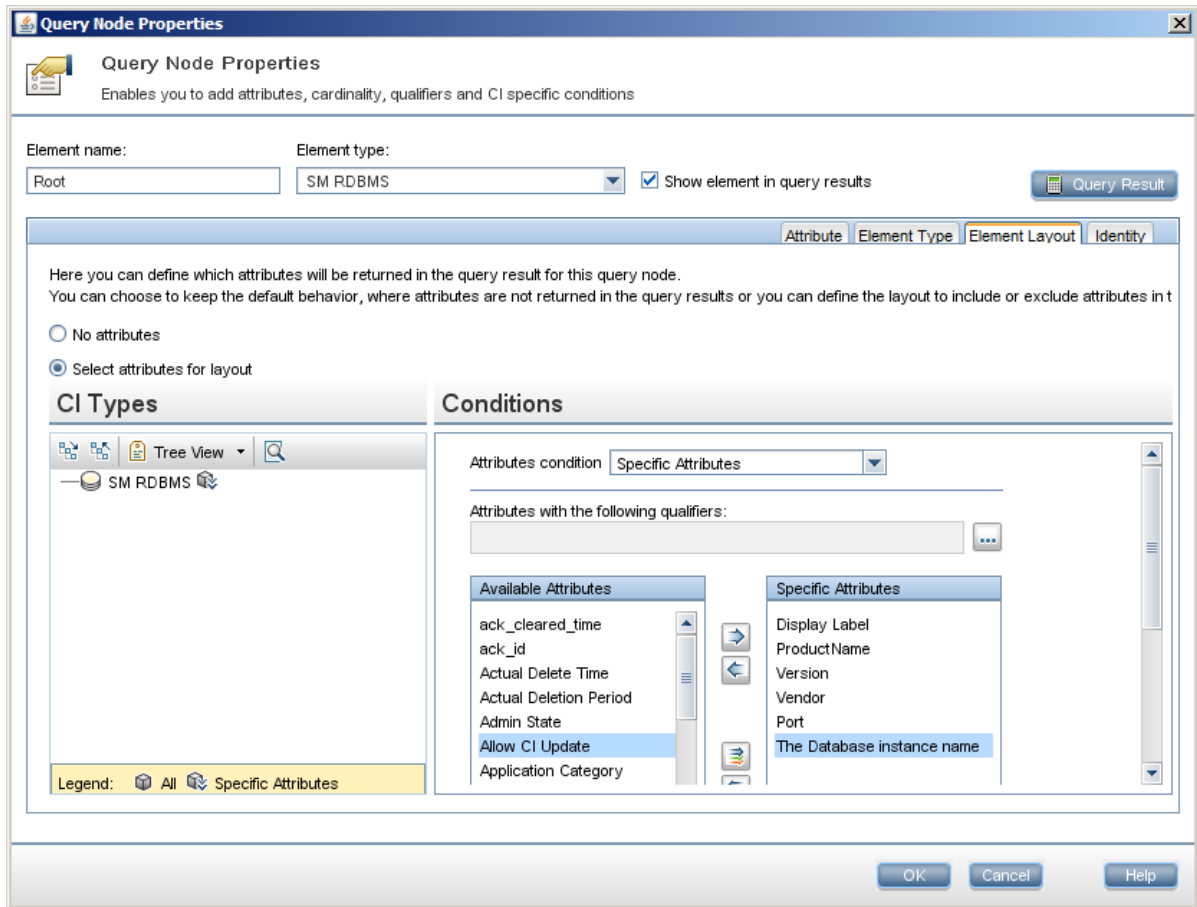 Query Node Properties
Query Node Properties
Enables you to add attributes, cardinality, qualifiers and CI specific conditions
Element name:
Element type:
Root
SM RDBMS
Show element in query results
Query Result
Attribute
Element Type
Element Layout
Identity
Here you can define which attributes will be returned in the query result for this query node.
You can choose to keep the default behavior, where attributes are not returned in the query results or you can define the layout to include or exclude attributes in t
No attributes
Select attributes for layout
CI Types
Tree View
SM RDBMS
Legend: All Specific Attributes
Conditions
Attributes condition
Specific Attributes
Attributes with the following qualifiers:
...
Available Attributes
ack_cleared_time
ack_id
Actual Delete Time
Actual Deletion Period
Admin State
Allow CI Update
Application Category
Specific Attributes
Display Label
ProductName
Version
Vendor
Port
The Database instance name
OK
Cancel
Help